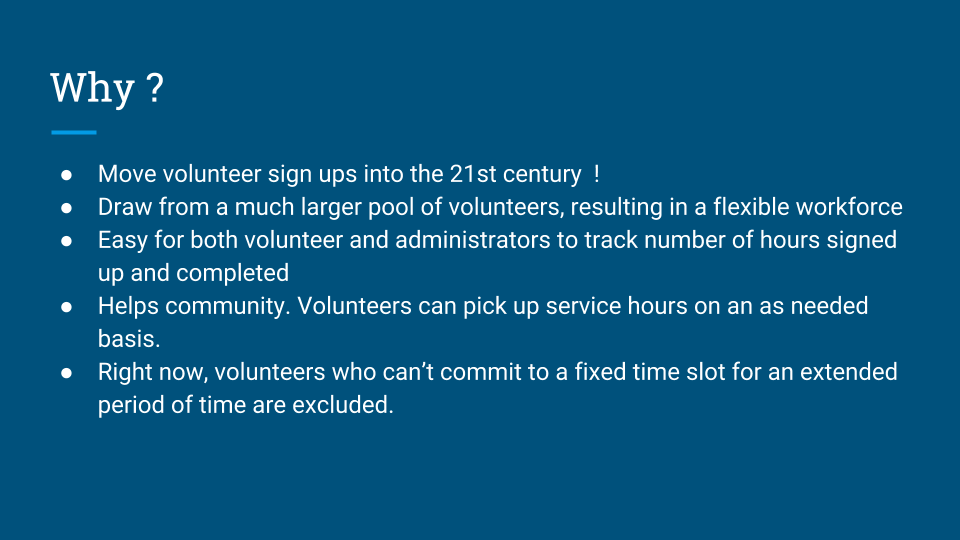 Why ?
● Move volunteer sign ups into the 21st century  !
● Draw from a much larger pool of volunteers, resulting in a flexible workforce
● Easy for both volunteer and administrators to track number of hours signed
up and completed
● Helps community. Volunteers can pick up service hours on an as needed
basis.
● Right now, volunteers who can’t commit to a fixed time slot for an extended
period of time are excluded.